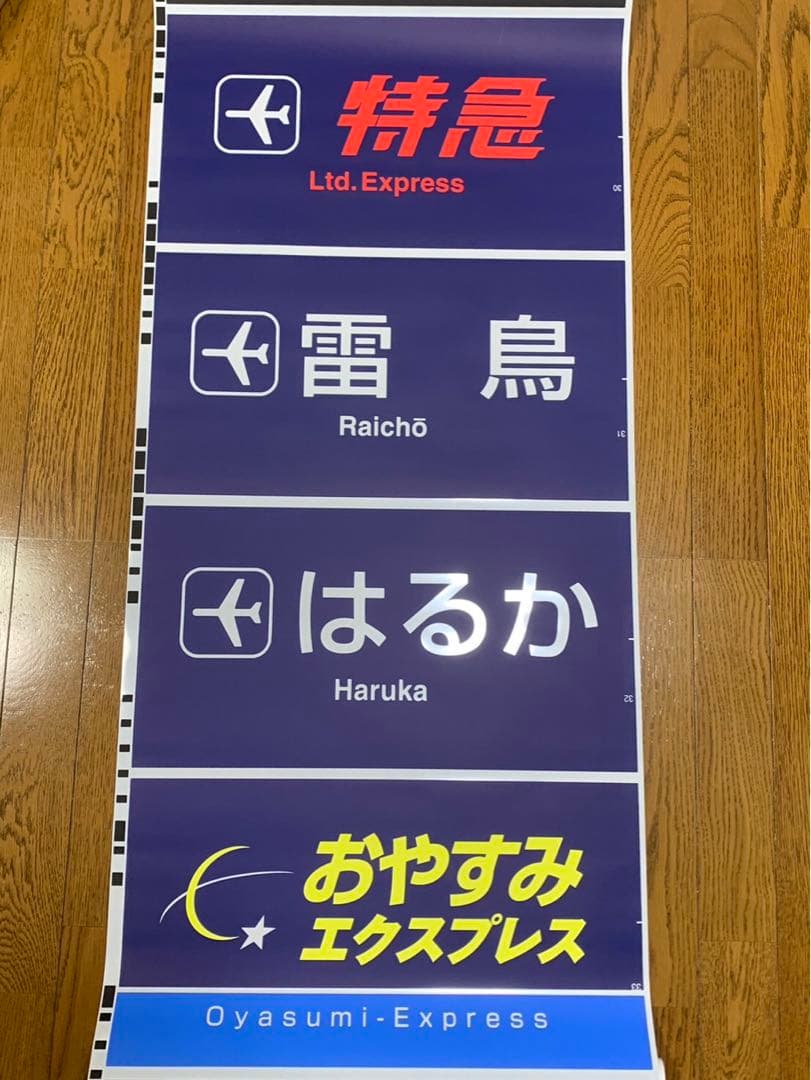 特急
Ltd. Express
30
雷 鳥
Raichō
31
はるか
Haruka
32
おやすみ
エクスプレス
33
Oyasumi-Express